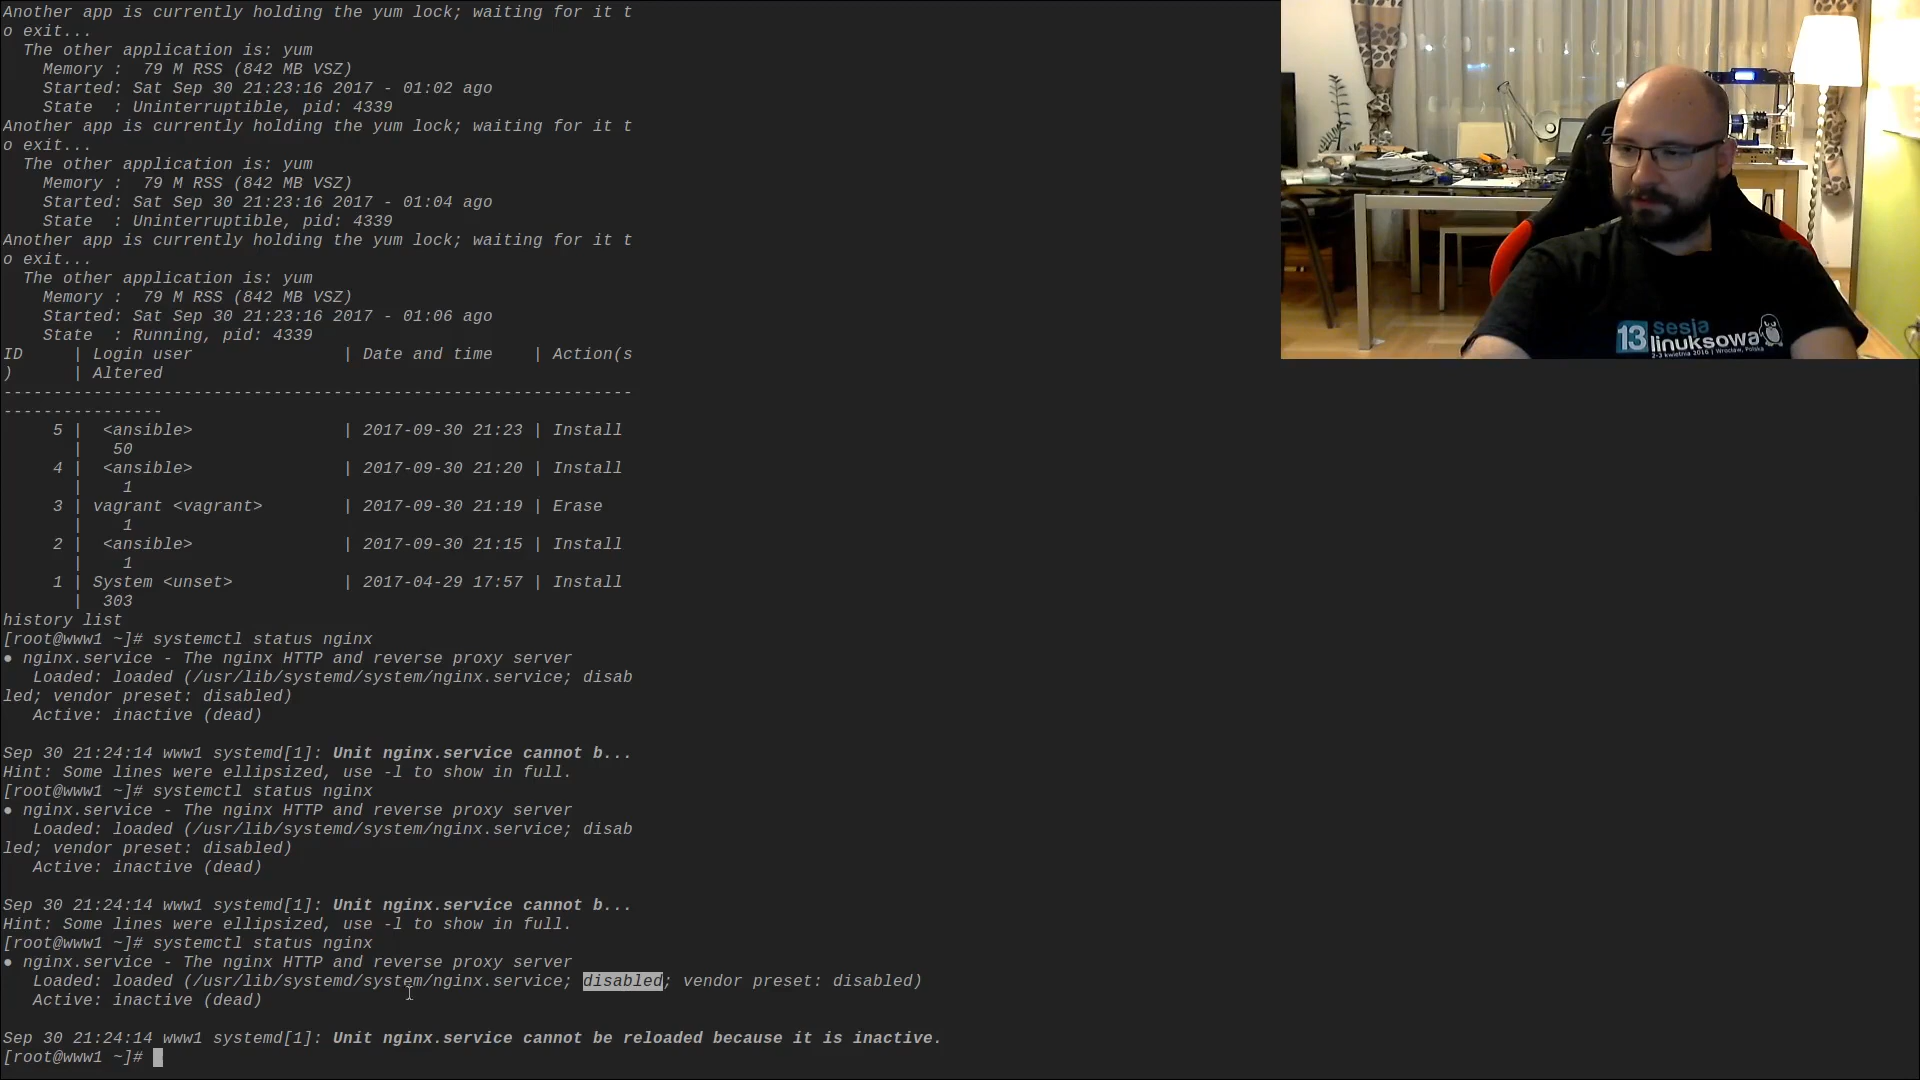 Another app is currently holding the yum lock; waiting for it t
o exit...
  The other application is: yum
    Memory :  79 M RSS (842 MB VSZ)
    Started: Sat Sep 30 21:23:16 2017 - 01:02 ago
    State  : Uninterruptible, pid: 4339
Another app is currently holding the yum lock; waiting for it t
o exit...
  The other application is: yum
    Memory :  79 M RSS (842 MB VSZ)
    Started: Sat Sep 30 21:23:16 2017 - 01:04 ago
    State  : Uninterruptible, pid: 4339
Another app is currently holding the yum lock; waiting for it t
o exit...
  The other application is: yum
    Memory :  79 M RSS (842 MB VSZ)
    Started: Sat Sep 30 21:23:16 2017 - 01:06 ago
    State  : Running, pid: 4339
ID     | Login user               | Date and time    | Action(s
)      | Altered
---------------------------------------------------------------
----------------
     5 |  <ansible>               | 2017-09-30 21:23 | Install
       |   50
     4 |  <ansible>               | 2017-09-30 21:20 | Install
       |    1
     3 | vagrant <vagrant>        | 2017-09-30 21:19 | Erase
       |    1
     2 |  <ansible>               | 2017-09-30 21:15 | Install
       |    1
     1 | System <unset>           | 2017-04-29 17:57 | Install
       |  303
history list
[root@www1 ~]# systemctl status nginx
● nginx.service - The nginx HTTP and reverse proxy server
   Loaded: loaded (/usr/lib/systemd/system/nginx.service; disab
led; vendor preset: disabled)
   Active: inactive (dead)

Sep 30 21:24:14 www1 systemd[1]: Unit nginx.service cannot b...
Hint: Some lines were ellipsized, use -l to show in full.
[root@www1 ~]# systemctl status nginx
● nginx.service - The nginx HTTP and reverse proxy server
   Loaded: loaded (/usr/lib/systemd/system/nginx.service; disab
led; vendor preset: disabled)
   Active: inactive (dead)

Sep 30 21:24:14 www1 systemd[1]: Unit nginx.service cannot b...
Hint: Some lines were ellipsized, use -l to show in full.
[root@www1 ~]# systemctl status nginx
● nginx.service - The nginx HTTP and reverse proxy server
   Loaded: loaded (/usr/lib/systemd/system/nginx.service; disabled; vendor preset: disabled)
   Active: inactive (dead)

Sep 30 21:24:14 www1 systemd[1]: Unit nginx.service cannot be reloaded because it is inactive.
[root@www1 ~]#
13 sesja
linuksowa
2-3 kwietnia 2016 | Wrocław, Polska